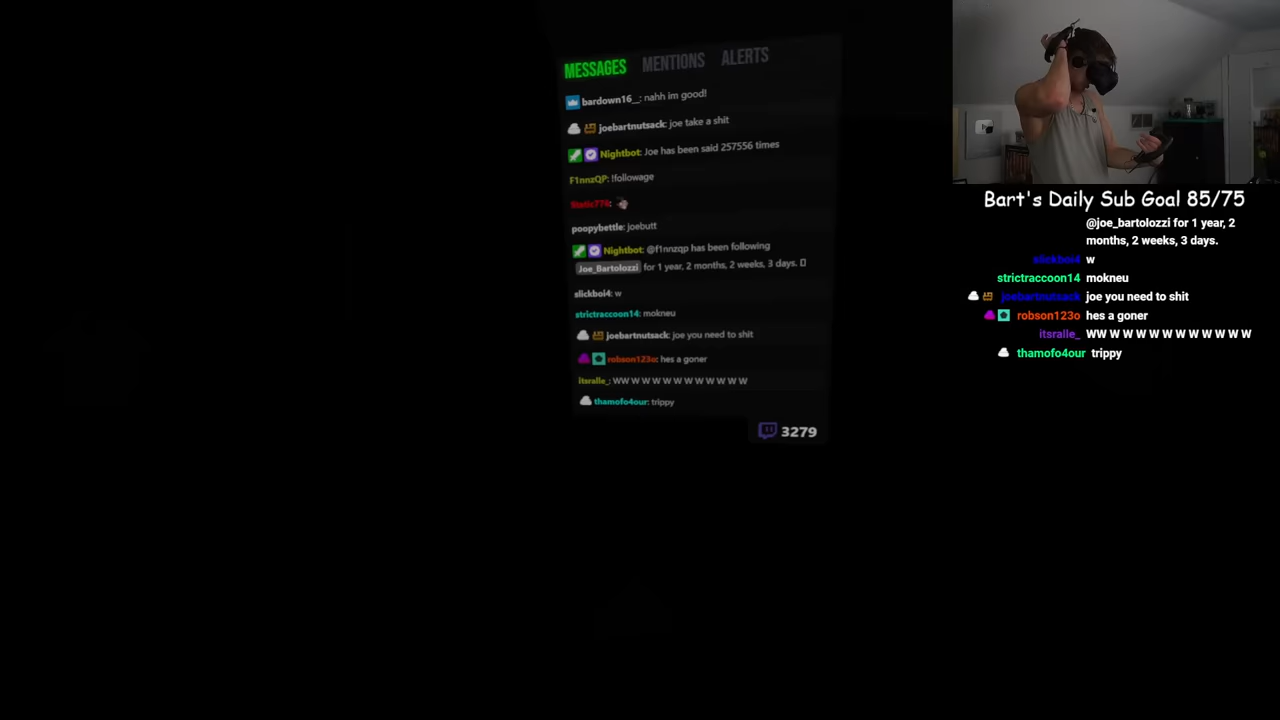 MESSAGES MENTIONS ALERTS
bardown16_: nahh im good!
joebartnutsack: joe take a shit
Nightbot: Joe has been said 257556 times
F1nnzQP: !followage
Static774:
poopybettle: joebutt
Nightbot: @f1nnzqp has been following
Joe_Bartolozzi for 1 year, 2 months, 2 weeks, 3 days.
slickboi4: w
strictraccoon14: mokneu
joebartnutsack: joe you need to shit
robson123o: hes a goner
itsralle_: WW W W W W W W W W W W W
thamofo4our: trippy
3279
Bart's Daily Sub Goal 85/75
@joe_bartolozzi for 1 year, 2
months, 2 weeks, 3 days.
slickboi4 w
strictraccoon14 mokneu
joebartnutsack joe you need to shit
robson123o hes a goner
itsralle_ WW W W W W W W W W W W W
thamofo4our trippy